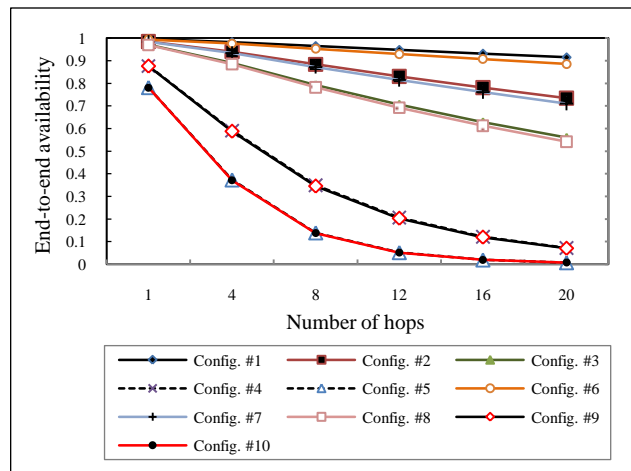 End-to-end availability
1
0.9
0.8
0.7
0.6
0.5
0.4
0.3
0.2
0.1
0
1 4 8 12 16 20
Number of hops
Config. #1 Config. #2 Config. #3
Config. #4 Config. #5 Config. #6
Config. #7 Config. #8 Config. #9
Config. #10